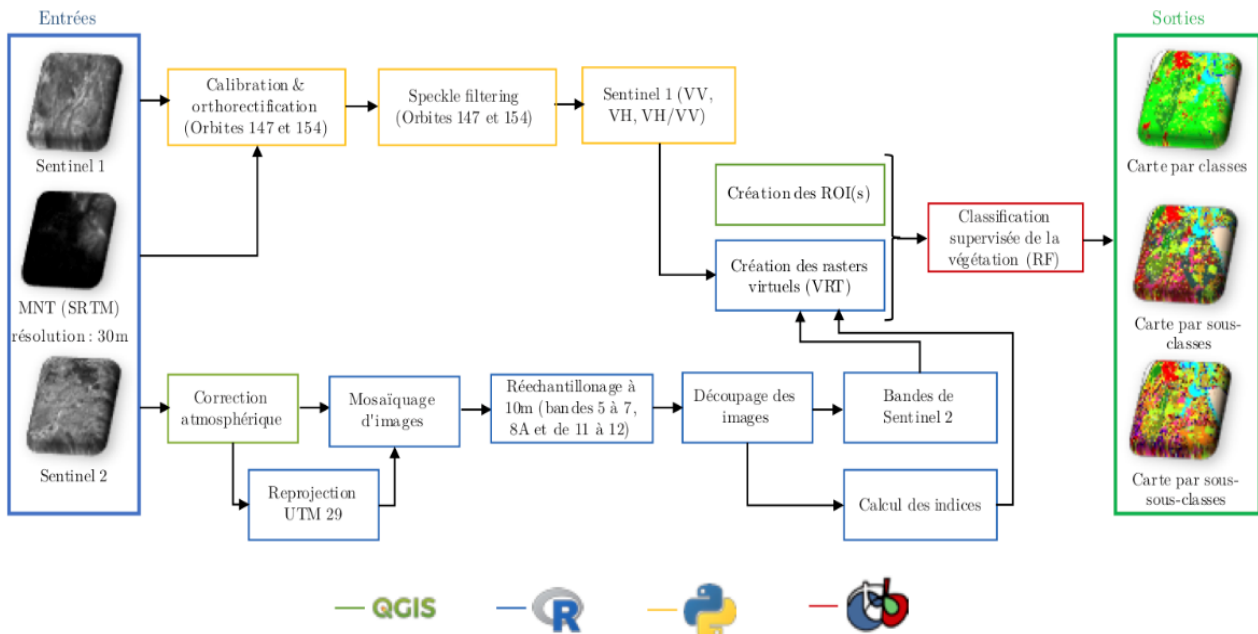 Entrées
Sorties
Sentinel 1
MNT (SRTM)
résolution : 30m
Sentinel 2
Calibration &
orthorectification
(Orbites 147 et 154)
Speckle filtering
(Orbites 147 et 154)
Sentinel 1 (VV,
VH, VH/VV)
Création des ROI(s)
Création des rasters
virtuels (VRT)
Classification
supervisée de la
végétation (RF)
Correction
atmosphérique
Mosaïquage
d'images
Réechantillonage à
10m (bandes 5 à 7,
8A et de 11 à 12)
Découpage des
images
Bandes de
Sentinel 2
Reprojection
UTM 29
Calcul des indices
Carte par classes
Carte par sous-
classes
Carte par sous-
sous-classes
QGIS
R